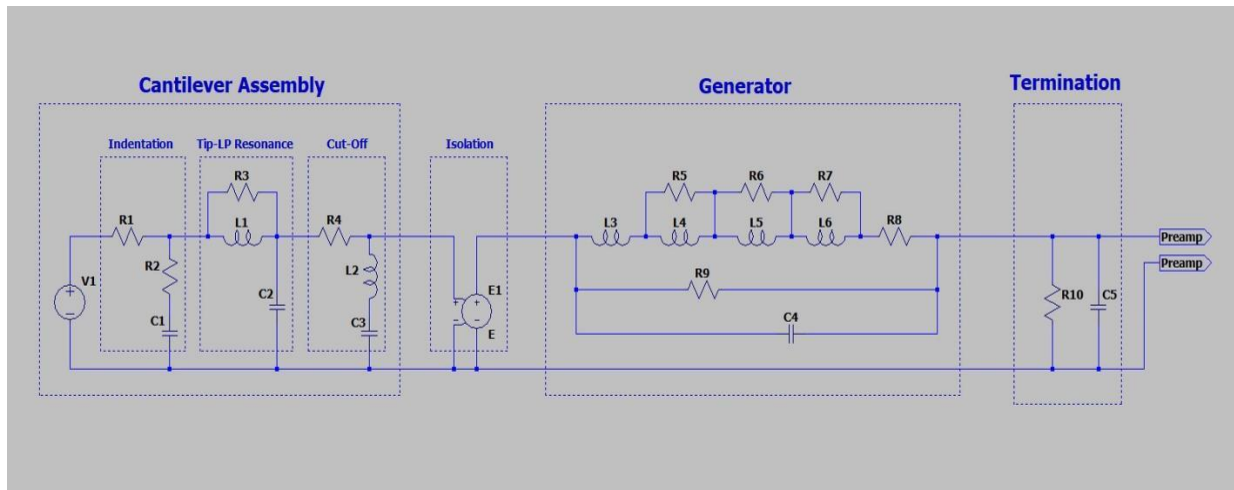 Cantilever Assembly
Generator
Termination
Indentation
Tip-LP Resonance
Cut-Off
Isolation
R3
R5
R6
R7
R1
L1
R4
L3
L4
L5
L6
R8
Preamp
Preamp
R2
L2
R9
V1
C1
C2
C3
+
-
+
-
+
-
E1
E
C4
R10
C5